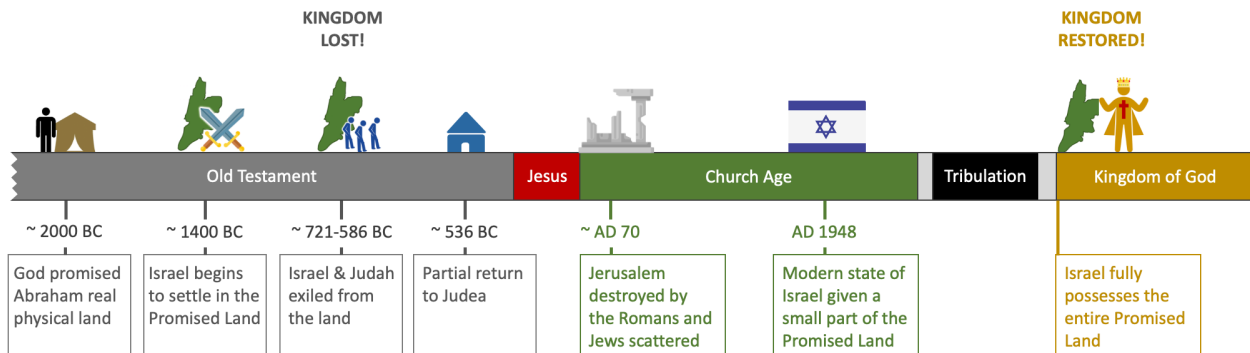 KINGDOM
LOST!
KINGDOM
RESTORED!
Old Testament
Jesus
Church Age
Tribulation
Kingdom of God
~ 2000 BC
~ 1400 BC
~ 721-586 BC
~ 536 BC
~ AD 70
AD 1948
God promised
Abraham real
physical land
Israel begins
to settle in the
Promised Land
Israel & Judah
exiled from
the land
Partial return
to Judea
Jerusalem
destroyed by
the Romans and
Jews scattered
Modern state of
Israel given a
small part of the
Promised Land
Israel fully
possesses the
entire Promised
Land